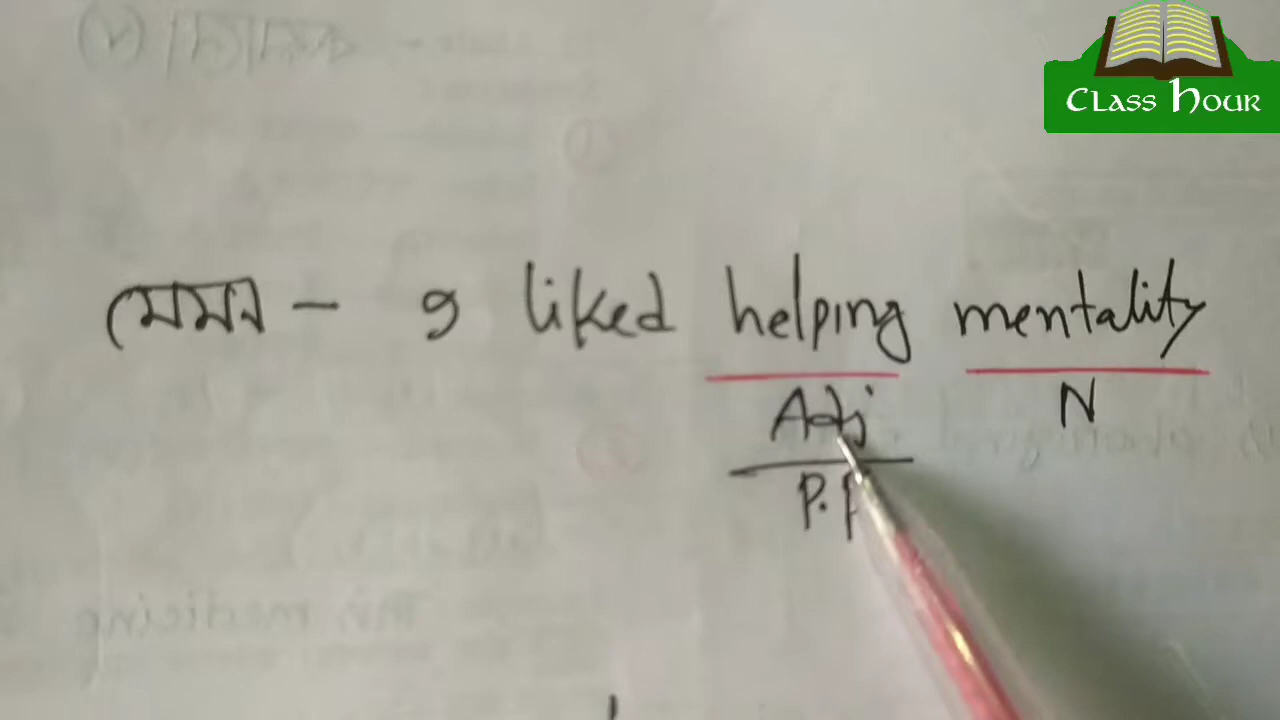 Class Hour
যেমন - I liked helping mentality
Adj N
P.P